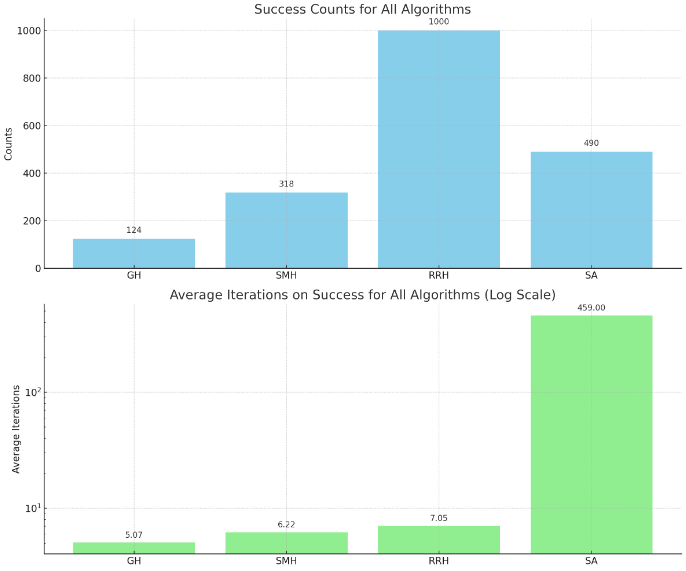 Success Counts for All Algorithms
1000
1000
800
600
490
400
318
200
124
0
Counts
GH SMH RRH SA
Average Iterations on Success for All Algorithms (Log Scale)
459.00
10²
10¹
7.05
6.22
5.07
Average Iterations
GH SMH RRH SA